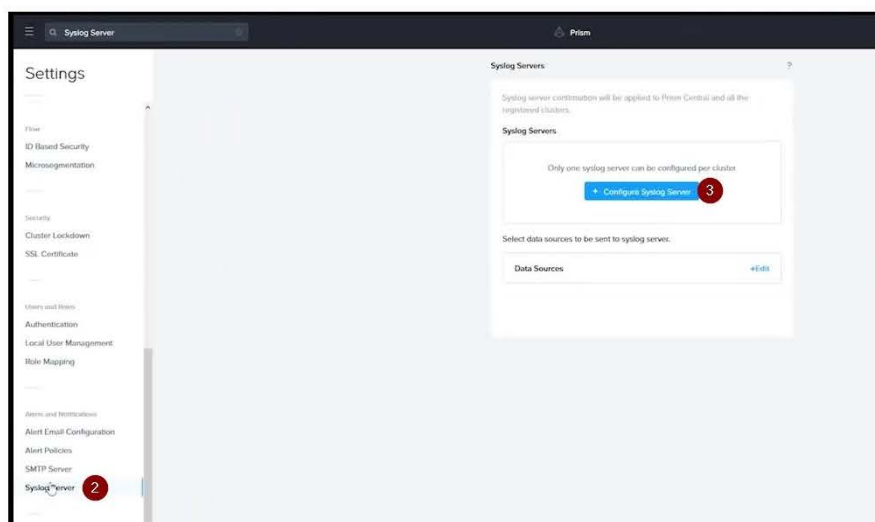 Syslog Server
Prism
Settings
Flow
ID Based Security
Microsegmentation
Security
Cluster Lockdown
SSL Certificate
Users and Roles
Authentication
Local User Management
Role Mapping
Alerts and Notifications
Alert Email Configuration
Alert Policies
SMTP Server
Syslog Server
2
Syslog Servers
?
Syslog server confirmation will be applied to Prism Central and all the
registered clusters.
Syslog Servers
Only one syslog server can be configured per cluster
+ Configure Syslog Server
3
Select data sources to be sent to syslog server.
Data Sources
+Edit